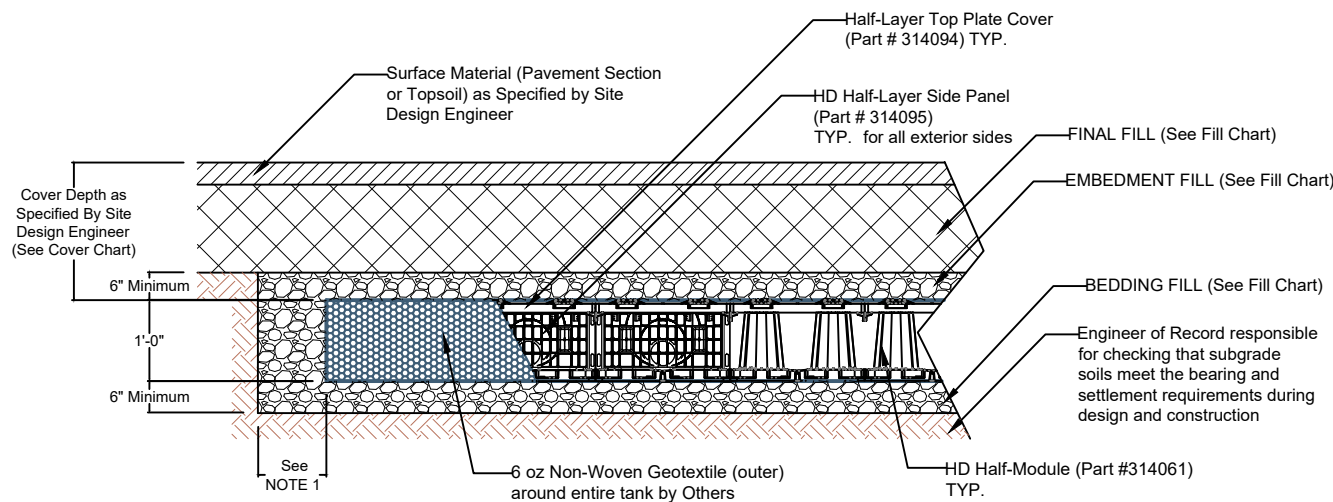 Half-Layer Top Plate Cover
(Part # 314094) TYP.
Surface Material (Pavement Section
or Topsoil) as Specified by Site
Design Engineer
HD Half-Layer Side Panel
(Part # 314095)
TYP. for all exterior sides
FINAL FILL (See Fill Chart)
EMBEDMENT FILL (See Fill Chart)
Cover Depth as
Specified By Site
Design Engineer
(See Cover Chart)
6" Minimum
BEDDING FILL (See Fill Chart)
1'-0"
Engineer of Record responsible
for checking that subgrade
soils meet the bearing and
settlement requirements during
design and construction
6" Minimum
See
NOTE 1
6 oz Non-Woven Geotextile (outer)
around entire tank by Others
HD Half-Module (Part #314061)
TYP.